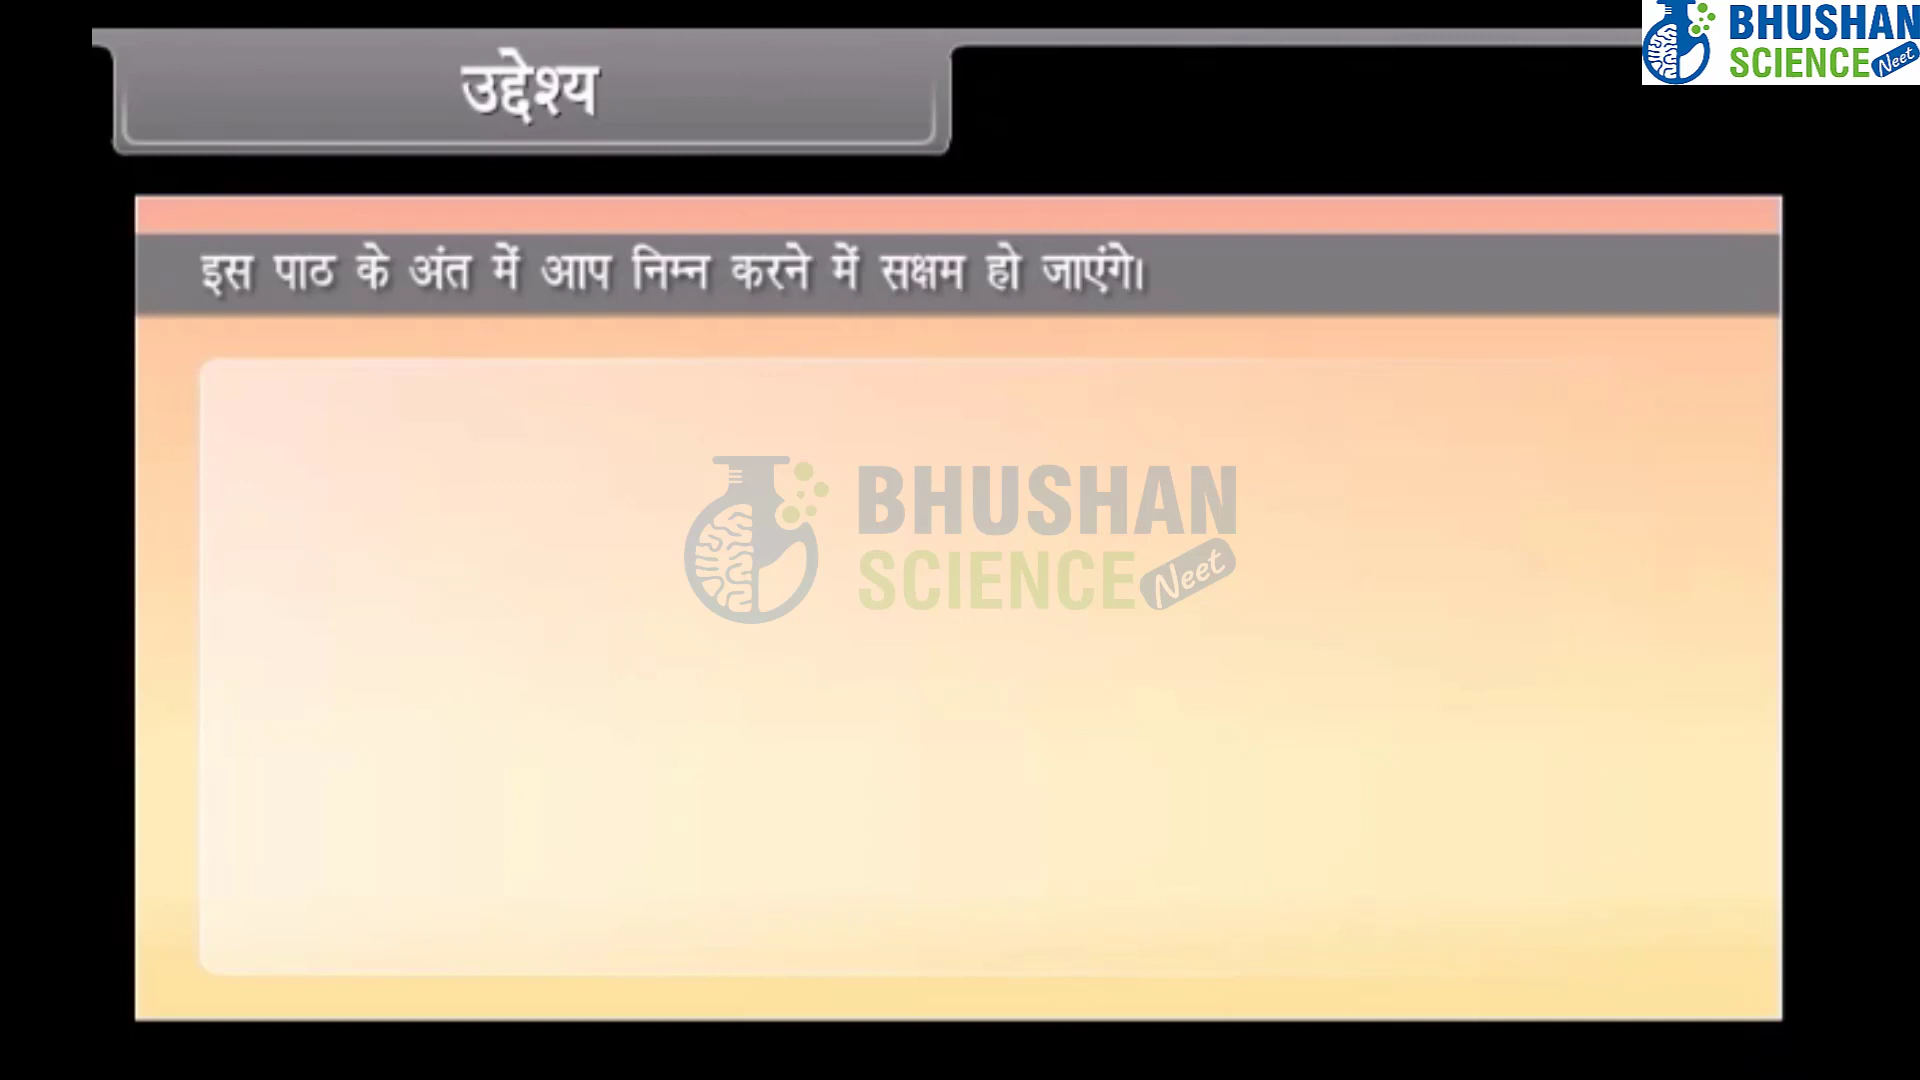 BHUSHAN
SCIENCE Neet
उद्देश्य
इस पाठ के अंत में आप निम्न करने में सक्षम हो जाएंगे।
BHUSHAN
SCIENCE Neet